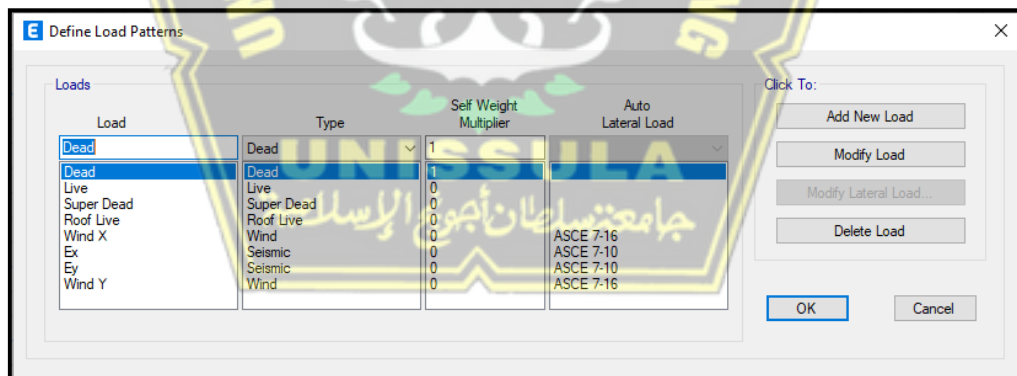 E Define Load Patterns
Loads
Click To:
Load Type Self Weight Multiplier Auto Lateral Load
Dead Dead 1
Dead Dead 1
Live Live 0
Super Dead Super Dead 0
Roof Live Roof Live 0
Wind X Wind 0 ASCE 7-16
Ex Seismic 0 ASCE 7-10
Ey Seismic 0 ASCE 7-10
Wind Y Wind 0 ASCE 7-16
Add New Load
Modify Load
Modify Lateral Load...
Delete Load
OK Cancel
UNISSULA
جامعة سلطان أجونج الإسلامية